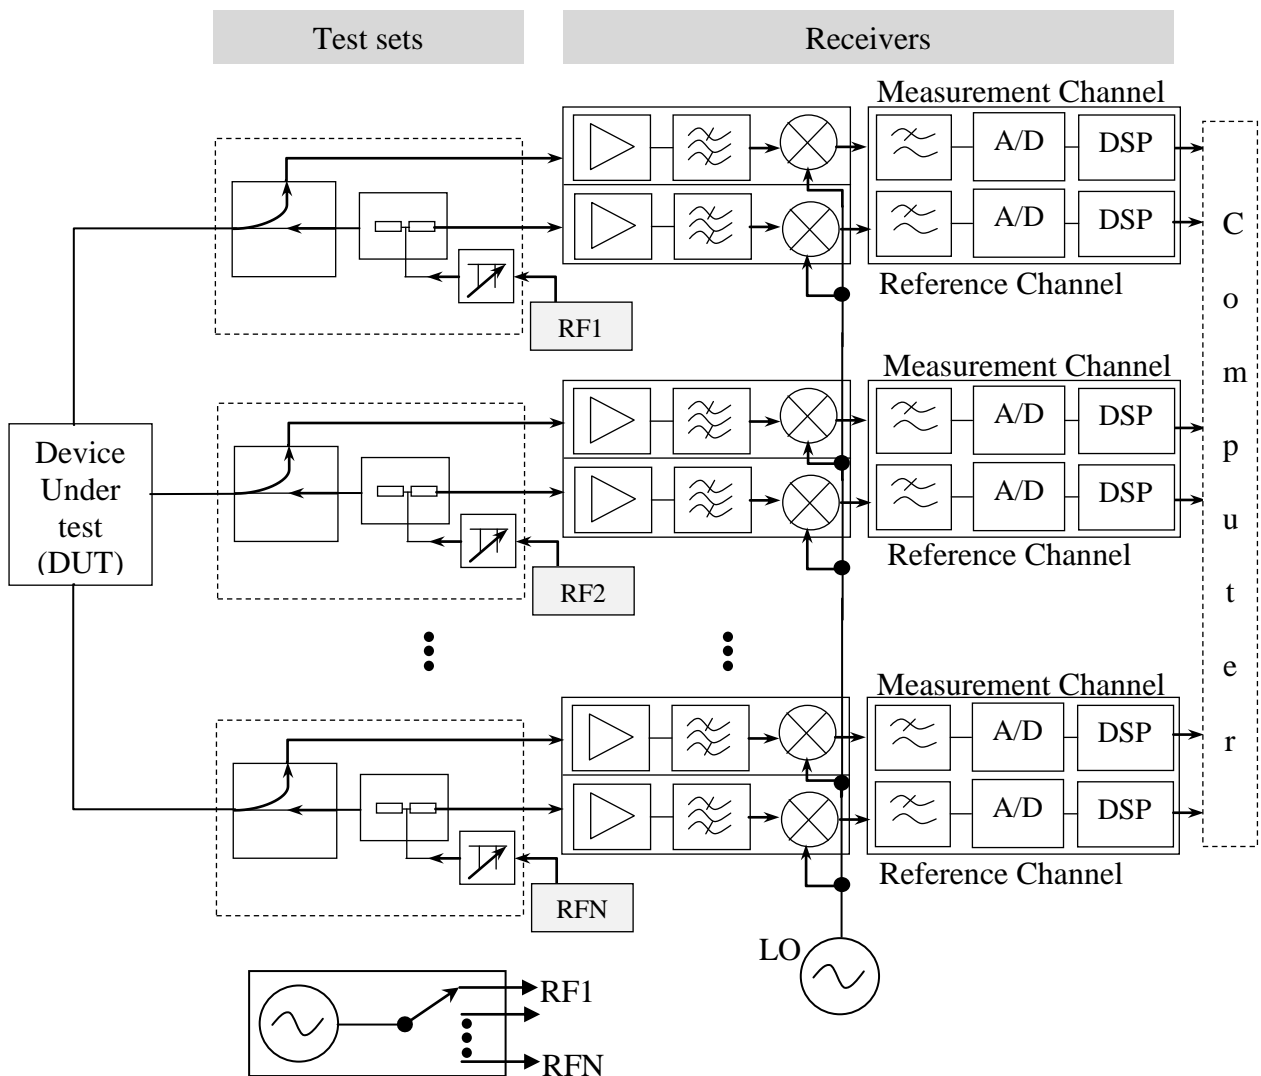 Test sets
Receivers
Measurement Channel
A/D
DSP
A/D
DSP
Reference Channel
RF1
Measurement Channel
A/D
DSP
A/D
DSP
Reference Channel
RF2
Device
Under
test
(DUT)
Measurement Channel
A/D
DSP
A/D
DSP
Reference Channel
RFN
LO
RF1
RFN
C
o
m
p
u
t
e
r